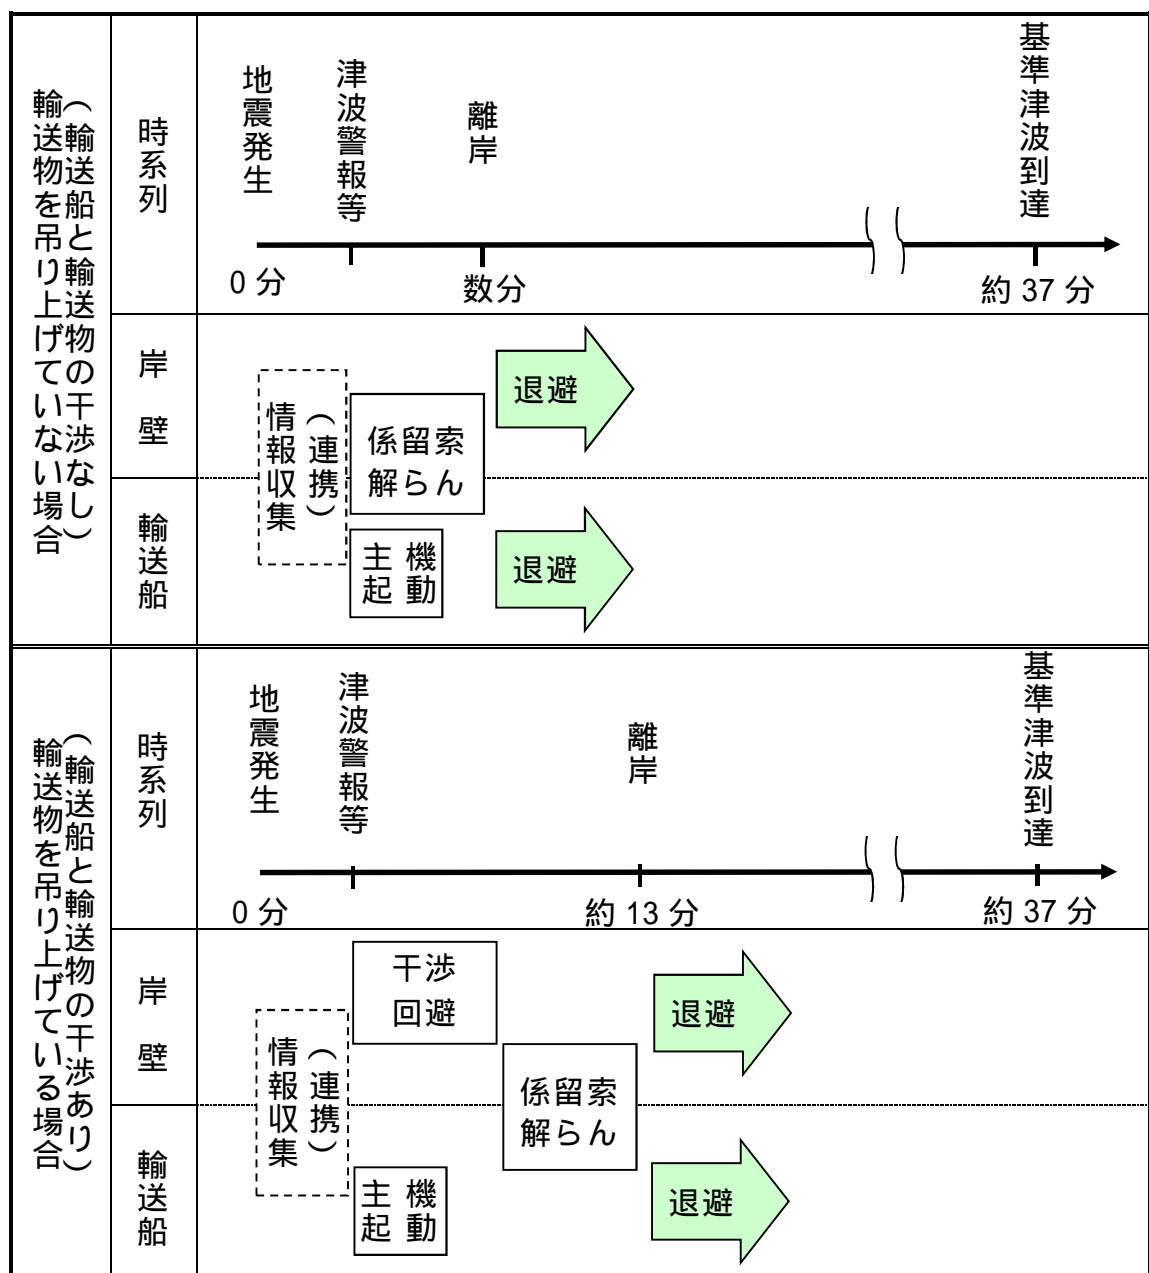 輸送物を吊り上げていない場合
（輸送船と輸送物の干渉なし）
時系列
地震発生
津波警報等
離岸
基準津波到達
0 分
数分
約 37 分
岸壁
輸送船
情報収集
（連携）
係留索
解らん
主機
起動
退避
退避
輸送物を吊り上げている場合
（輸送船と輸送物の干渉あり）
時系列
地震発生
津波警報等
離岸
基準津波到達
0 分
約 13 分
約 37 分
岸壁
輸送船
情報収集
（連携）
干渉
回避
係留索
解らん
主機
起動
退避
退避